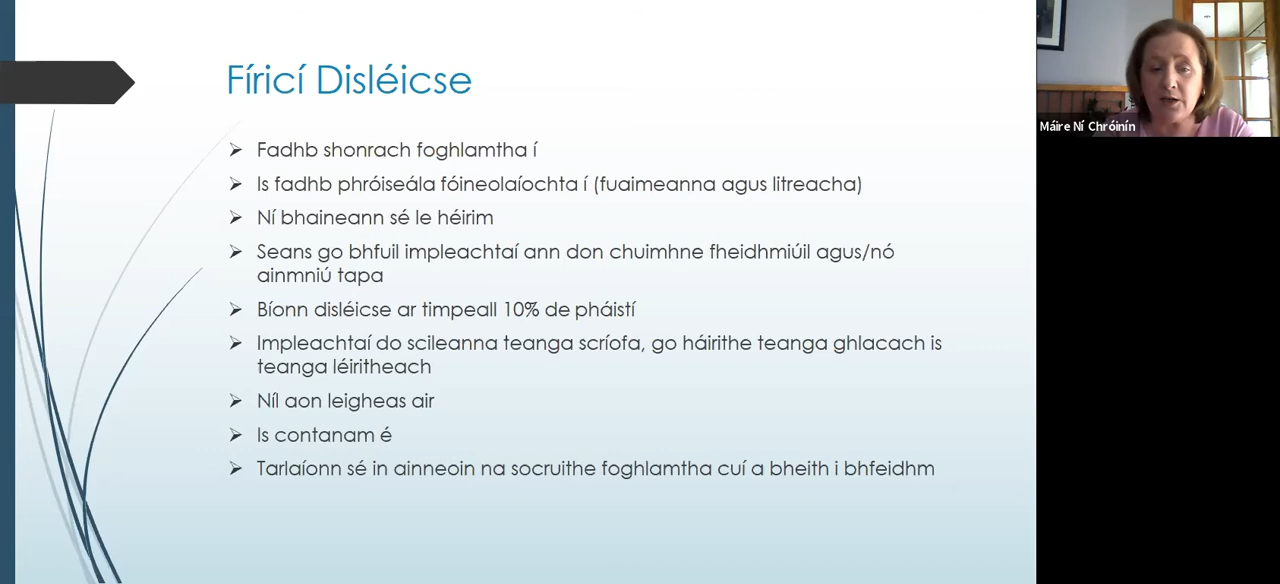 Fíricí Disléicse
Fadhb shonrach foghlamtha í
Is fadhb phróiseála fóineolaíochta í (fuaimeanna agus litreacha)
Ní bhaineann sé le héirim
Seans go bhfuil impleachtaí ann don chuimhne fheidhmiúil agus/nó
ainmniú tapa
Bíonn disléicse ar timpeall 10% de pháistí
Impleachtaí do scileanna teanga scríofa, go háirithe teanga ghlacach is
teanga léiritheach
Níl aon leigheas air
Is contanam é
Tarlaíonn sé in ainneoin na socruithe foghlamtha cuí a bheith i bhfeidhm
Máire Ní Chróinín